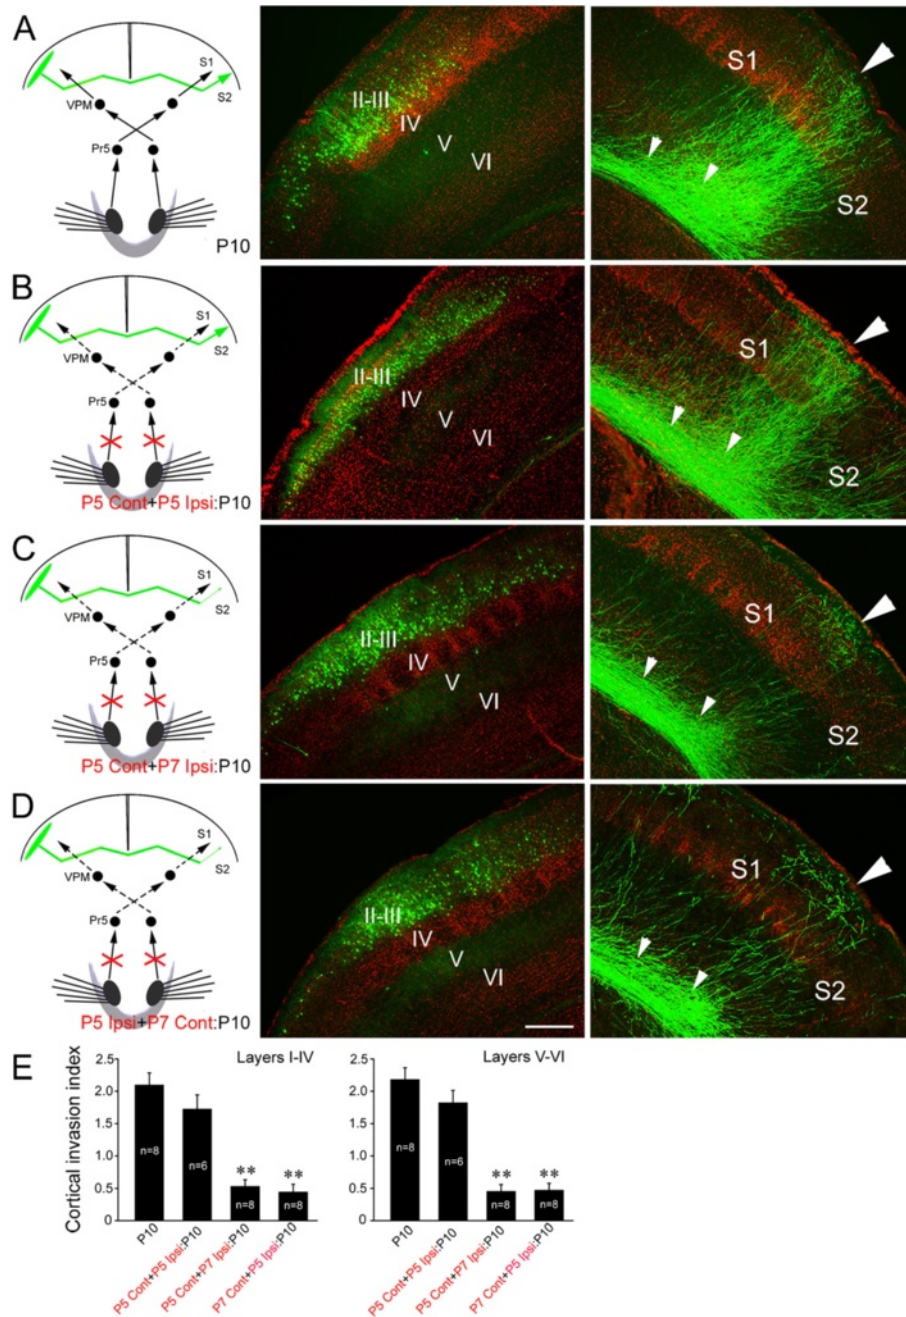 A
S1
S2
VPM
Pr5
P10
II-III
IV
V
VI
S1
S2
B
S1
S2
VPM
Pr5
P5 Cont+P5 Ipsi:P10
II-III
IV
V
VI
S1
S2
C
S1
S2
VPM
Pr5
P5 Cont+P7 Ipsi:P10
II-III
IV
V
VI
S1
S2
D
S1
S2
VPM
Pr5
P5 Ipsi+P7 Cont:P10
II-III
IV
V
VI
S1
S2
E
Cortical invasion index
Layers I-IV
2.5
2.0
1.5
1.0
0.5
0
n=8
n=6
**
n=8
**
n=8
P10
P5 Cont+P5 Ipsi:P10
P5 Cont+P7 Ipsi:P10
P7 Cont+P5 Ipsi:P10
Layers V-VI
2.5
2.0
1.5
1.0
0.5
0
n=8
n=6
**
n=8
**
n=8
P10
P5 Cont+P5 Ipsi:P10
P5 Cont+P7 Ipsi:P10
P7 Cont+P5 Ipsi:P10